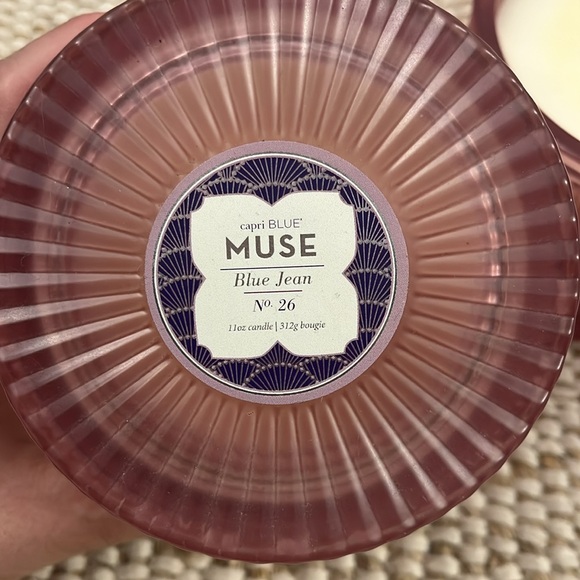 capri BLUE®
MUSE
Blue Jean
No. 26
11oz candle | 312g bougie